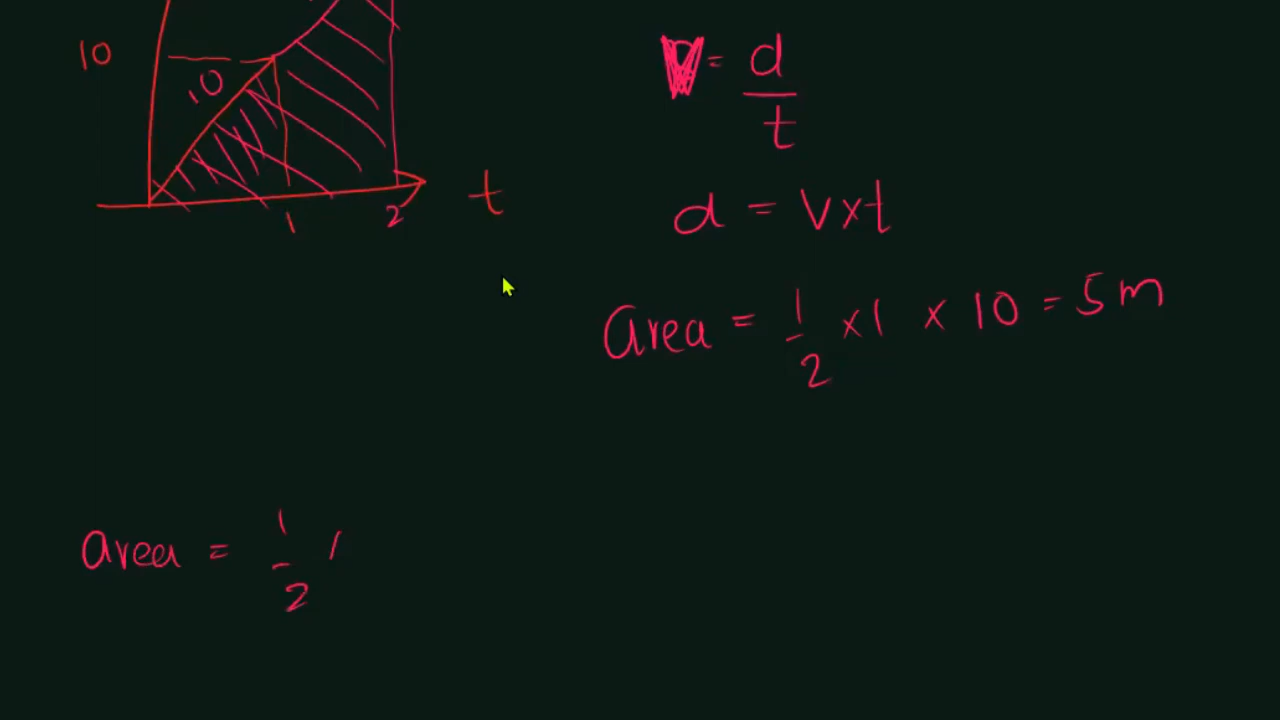 10
10
t
1
2
V = d
t
d = v x t
area = 1/2 x 1 x 10 = 5 m
area = 1/2